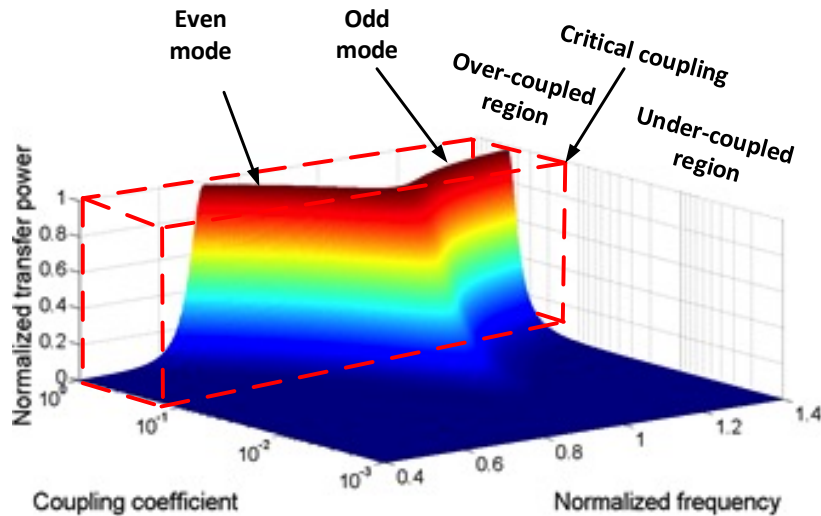 Even
mode
Odd
mode
Critical coupling
Over-coupled
region
Under-coupled
region
Normalized transfer power
1
0.8
0.6
0.4
0.2
0
10⁰
10⁻¹
10⁻²
10⁻³
0.4
0.6
0.8
1
1.2
1.4
Coupling coefficient
Normalized frequency